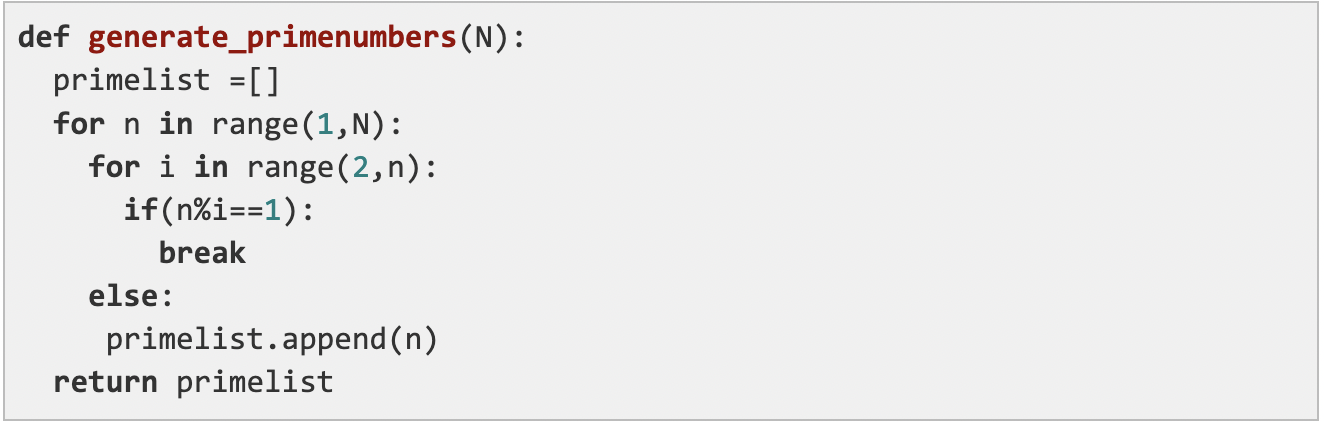 def generate_primenumbers(N):
  primelist =[]
  for n in range(1,N):
    for i in range(2,n):
      if(n%i==1):
        break
    else:
     primelist.append(n)
  return primelist